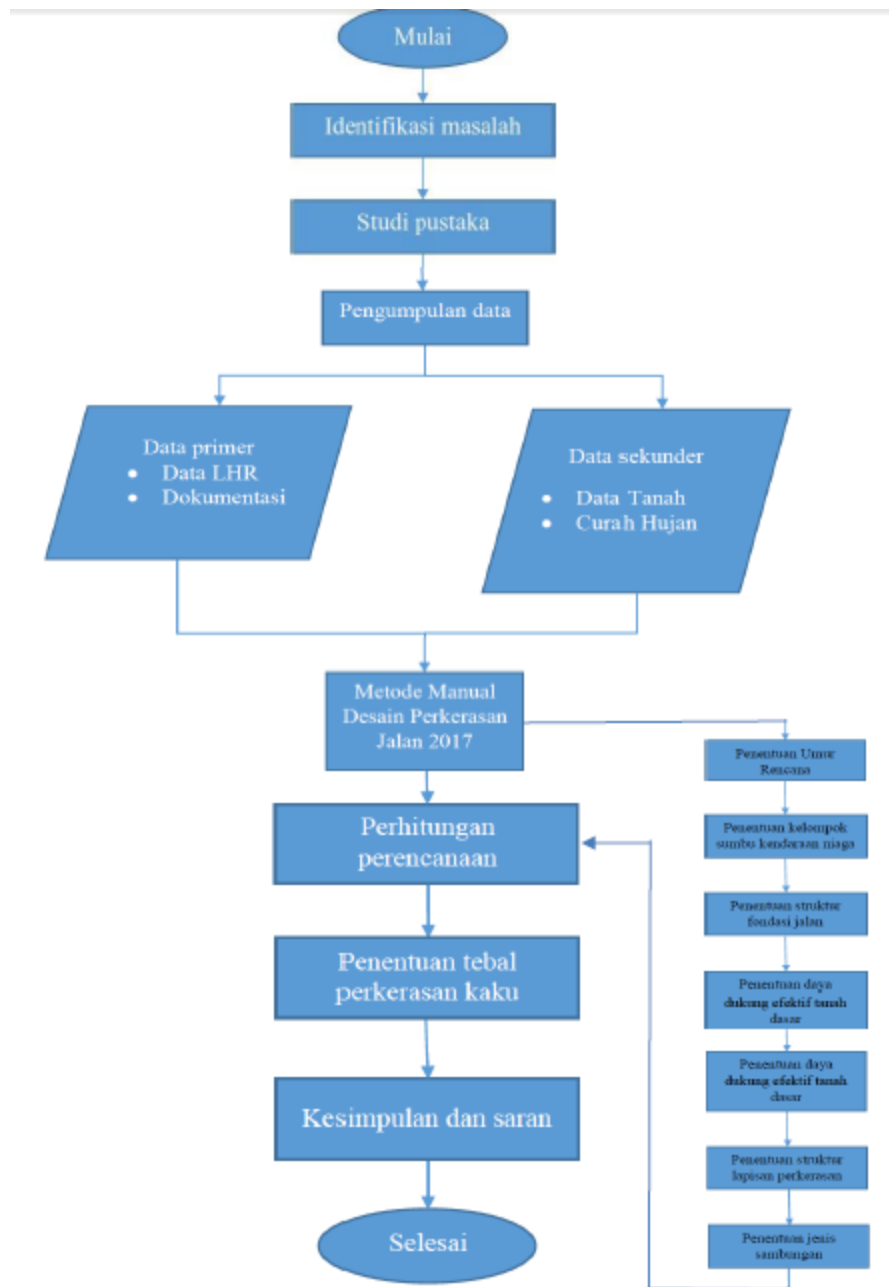 Mulai
Identifikasi masalah
Studi pustaka
Pengumpulan data
Data primer
• Data LHR
• Dokumentasi
Data sekunder
• Data Tanah
• Curah Hujan
Metode Manual
Desain Perkerasan
Jalan 2017
Penentuan Umur
Rencana
Penentuan kelompok
sumbu kendaraan niaga
Penentuan struktur
fondasi jalan
Penentuan daya
dukung efektif tanah
dasar
Penentuan daya
dukung efektif tanah
dasar
Penentuan struktur
lapisan perkerasan
Penentuan jenis
sambungan
Perhitungan
perencanaan
Penentuan tebal
perkerasan kaku
Kesimpulan dan saran
Selesai